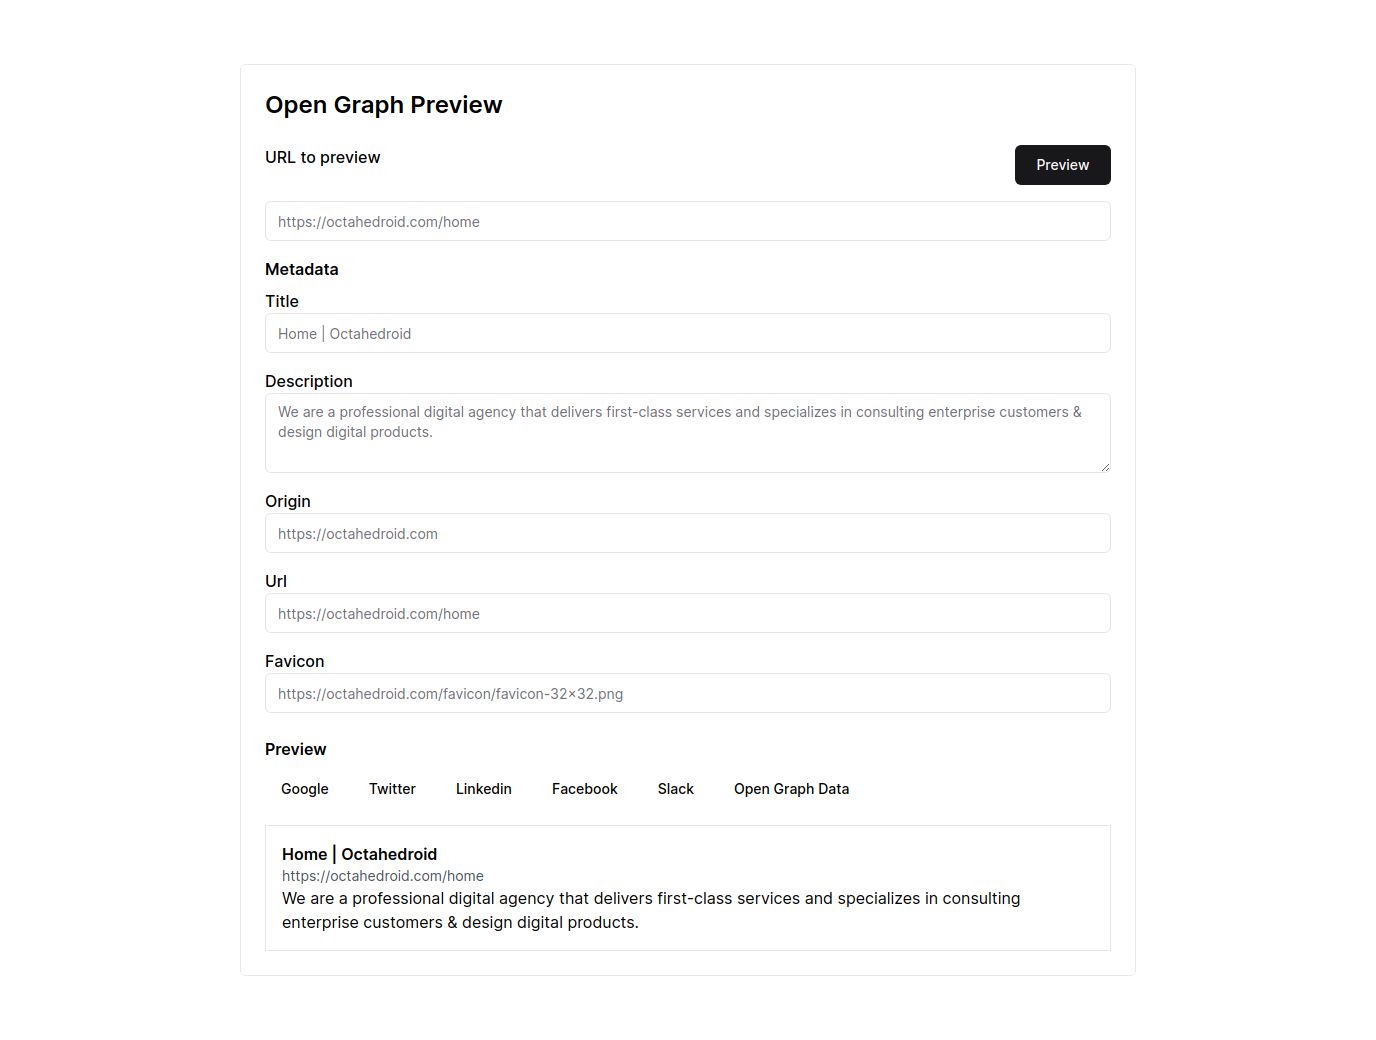 Open Graph Preview
URL to preview
Preview
https://octahedroid.com/home
Metadata
Title
Home | Octahedroid
Description
We are a professional digital agency that delivers first-class services and specializes in consulting enterprise customers &
design digital products.
Origin
https://octahedroid.com
Url
https://octahedroid.com/home
Favicon
https://octahedroid.com/favicon/favicon-32×32.png
Preview
Google Twitter Linkedin Facebook Slack Open Graph Data
Home | Octahedroid
https://octahedroid.com/home
We are a professional digital agency that delivers first-class services and specializes in consulting
enterprise customers & design digital products.